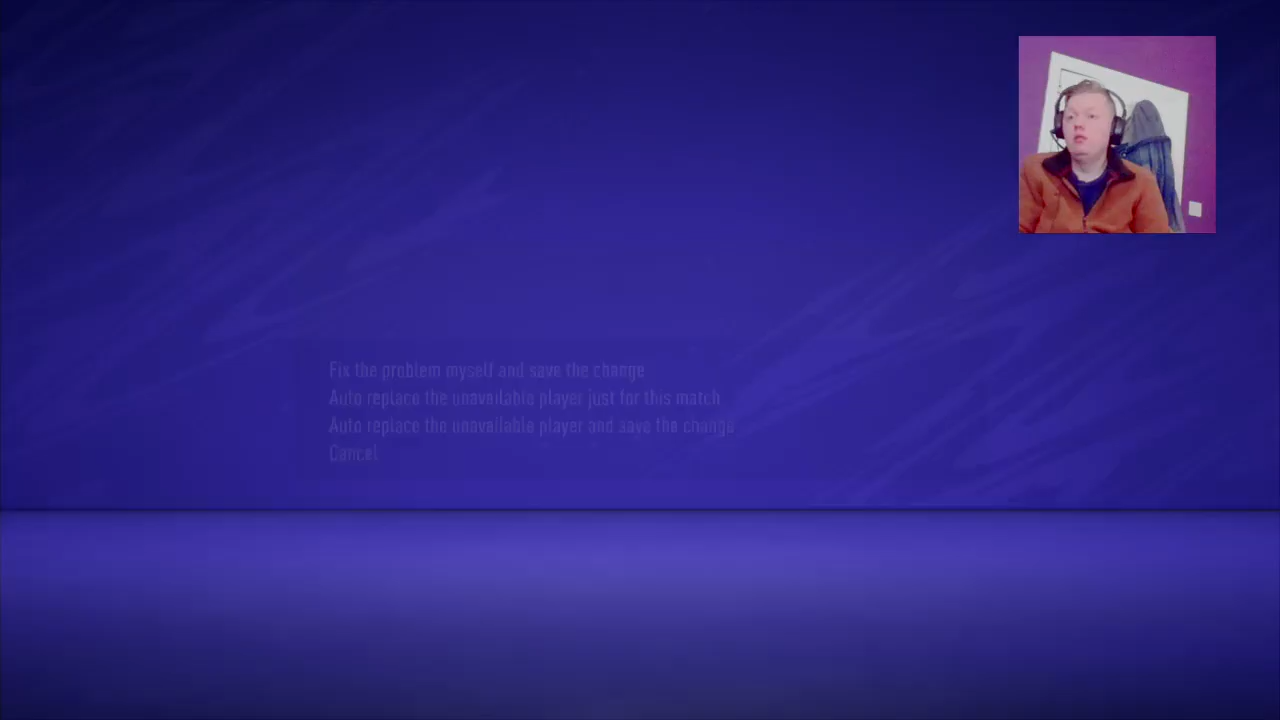 Fix the problem myself and save the change
Auto replace the unavailable player just for this match
Auto replace the unavailable player and save the change
Cancel